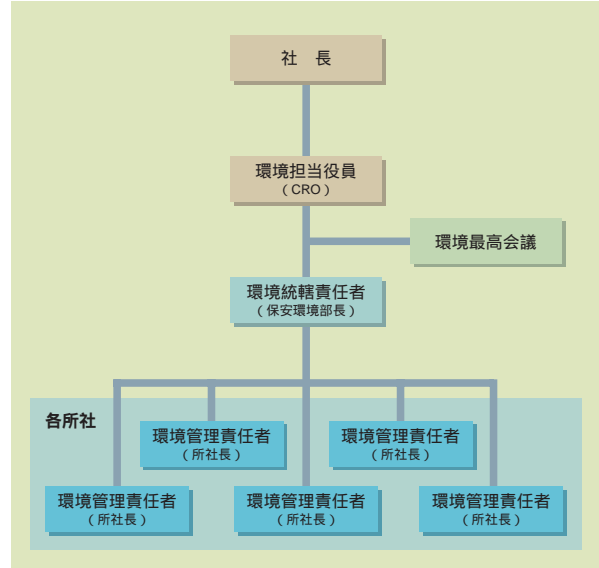 社　長
環境担当役員
（CRO）
環境最高会議
環境統轄責任者
（保安環境部長）
各所社
環境管理責任者
（所社長）
環境管理責任者
（所社長）
環境管理責任者
（所社長）
環境管理責任者
（所社長）
環境管理責任者
（所社長）